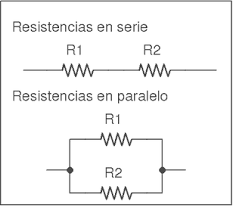 Resistencias en serie
R1 R2
Resistencias en paralelo
R1
R2